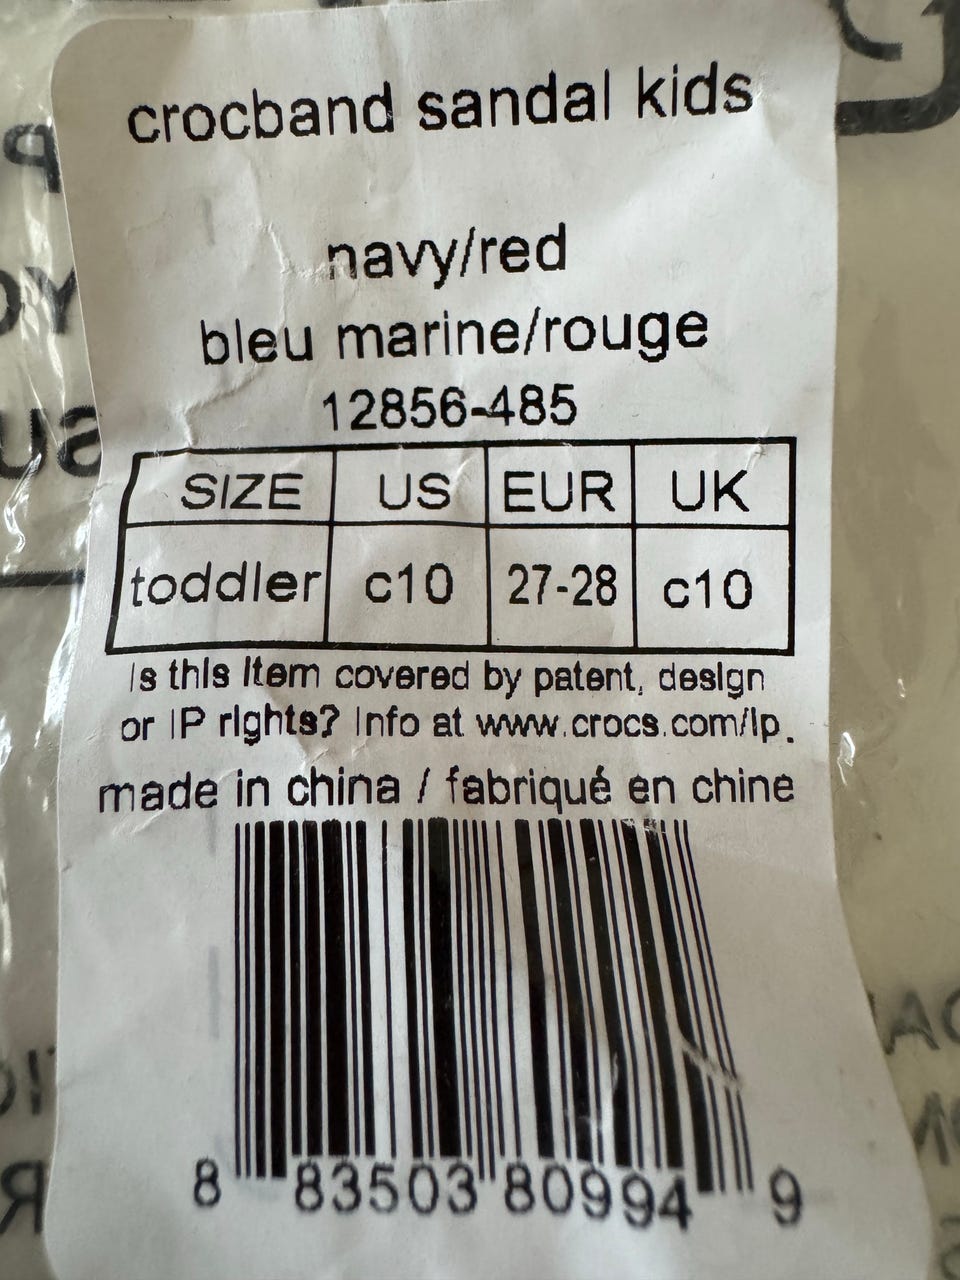 crocband sandal kids
navy/red
bleu marine/rouge
12856-485
SIZE US EUR UK
toddler c10 27-28 c10
Is this item covered by patent, design
or IP rights? Info at www.crocs.com/ip.
made in china / fabriqué en chine
8 83503 80994 9